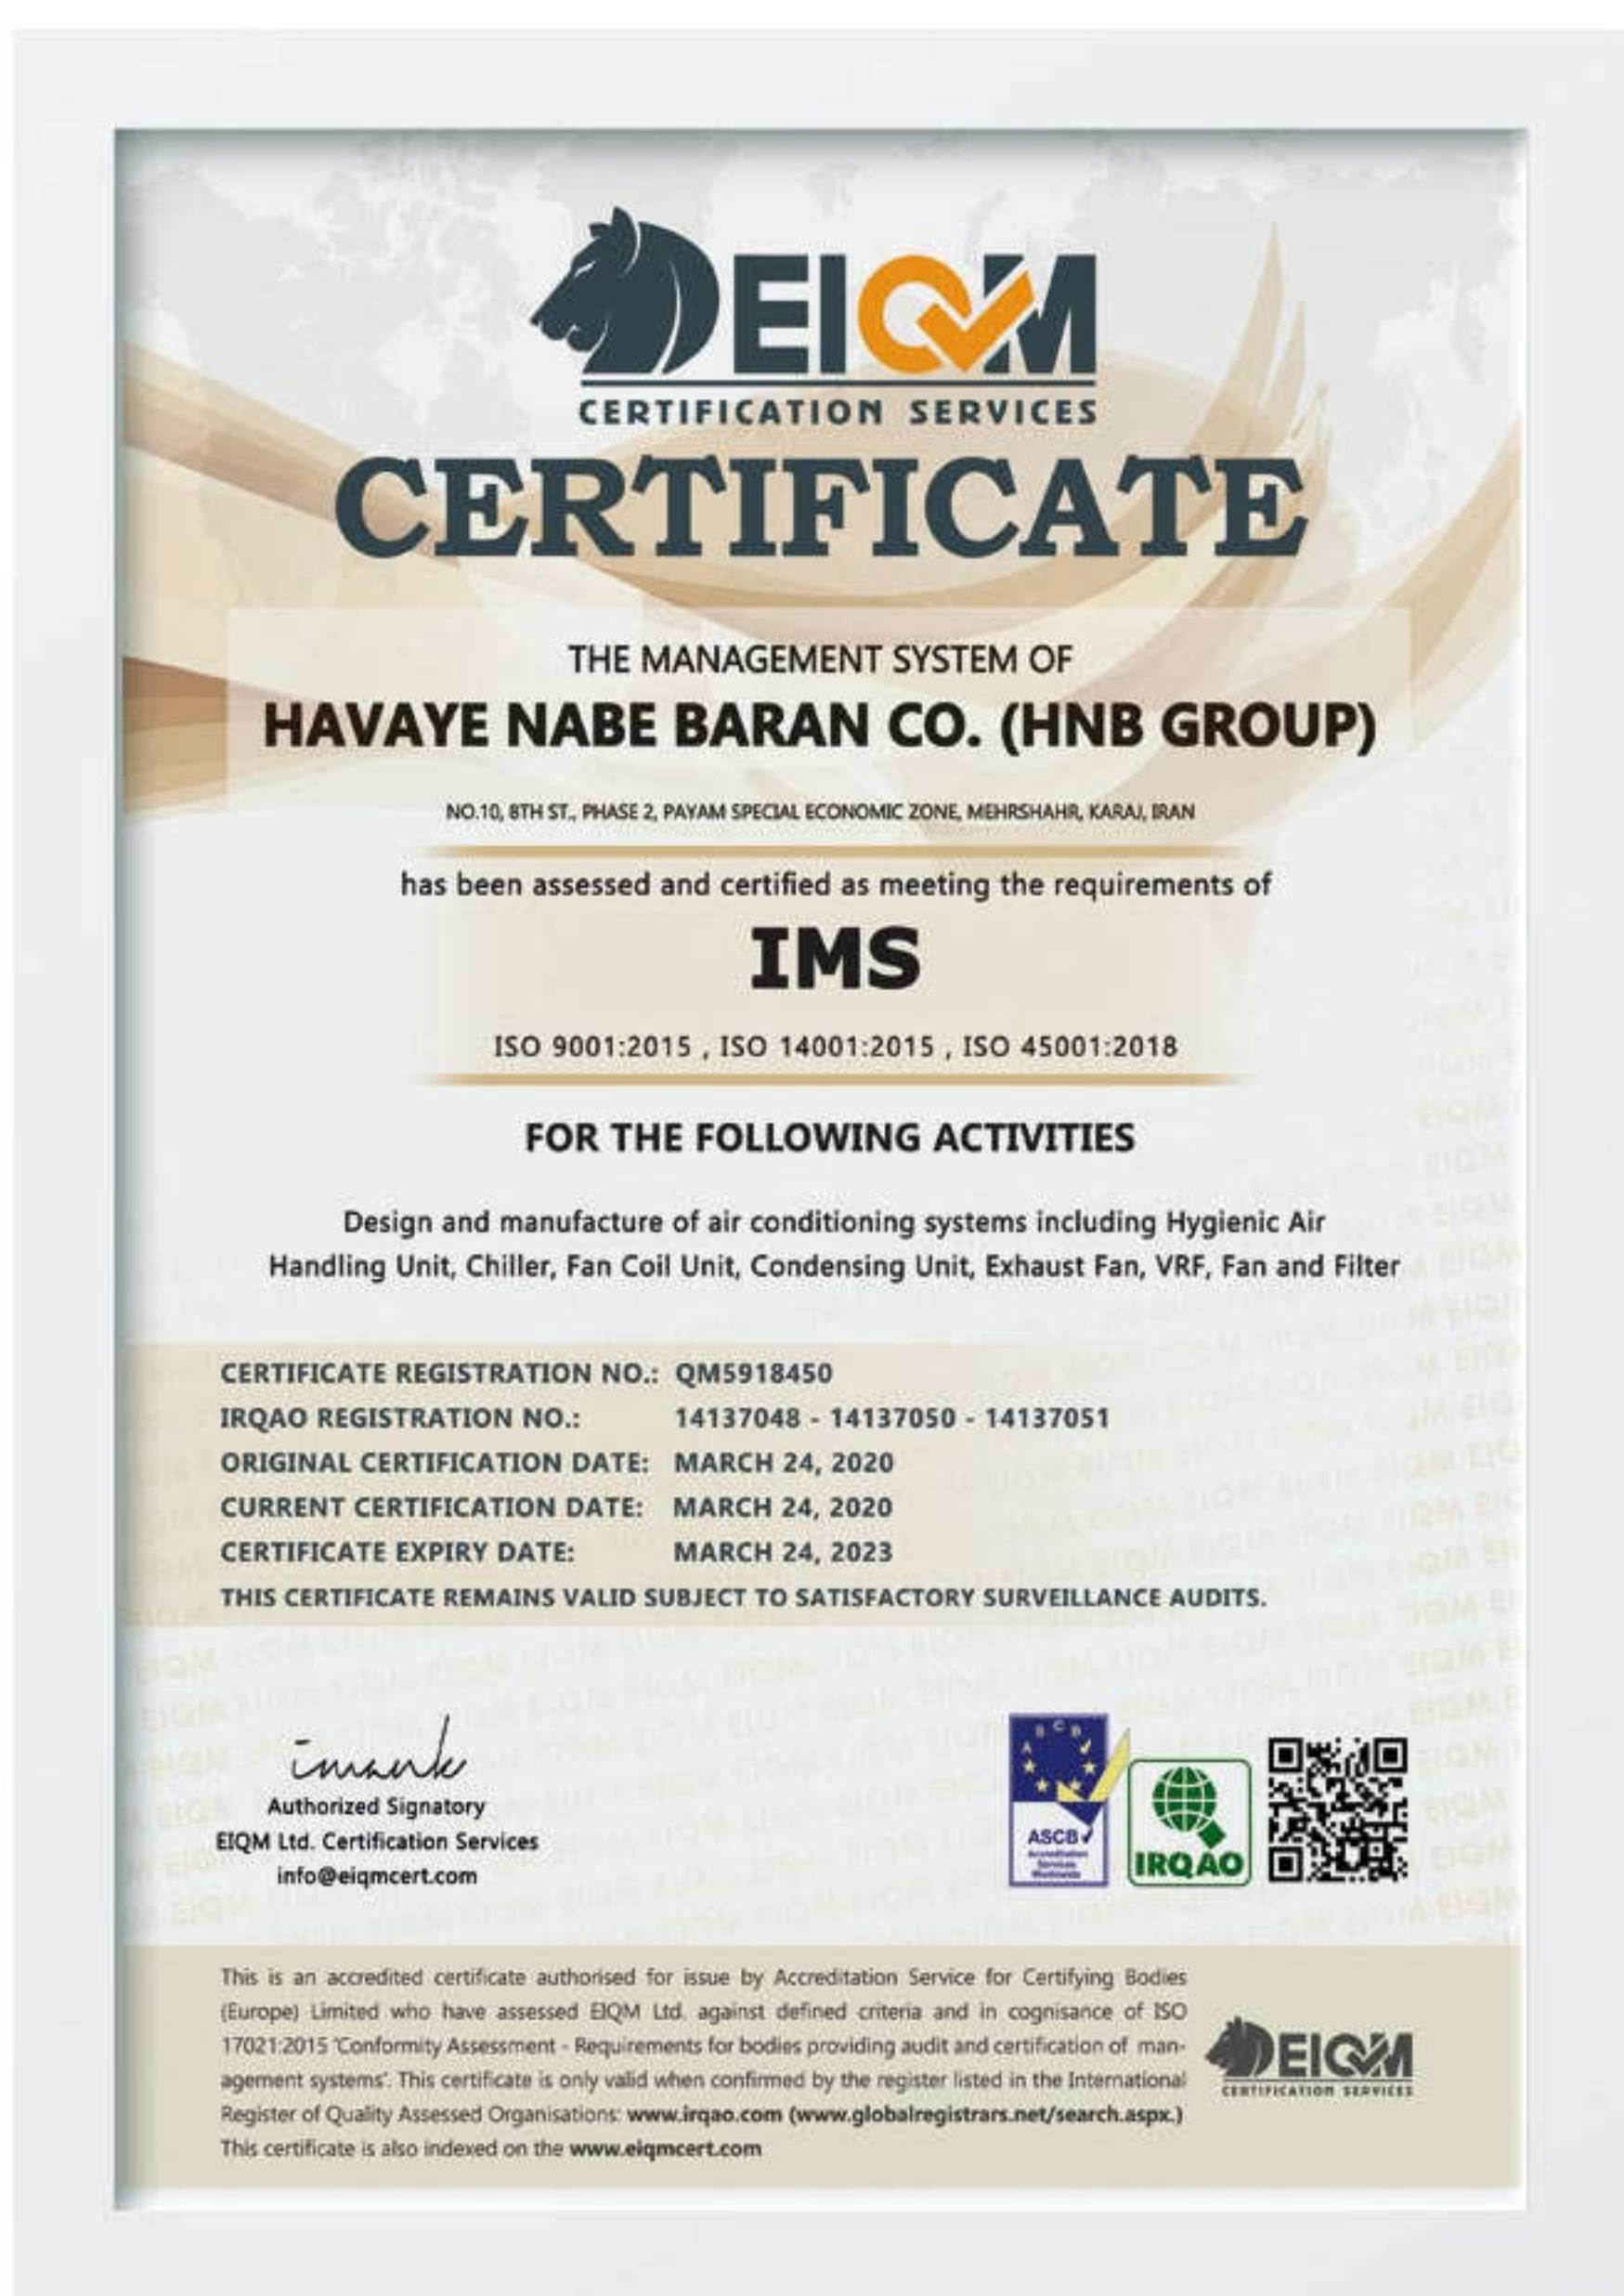 EIQM
CERTIFICATION SERVICES
CERTIFICATE
THE MANAGEMENT SYSTEM OF
HAVAYE NABE BARAN CO. (HNB GROUP)
NO.10, 8TH ST., PHASE 2, PAYAM SPECIAL ECONOMIC ZONE, MEHRSHAHR, KARAJ, IRAN
has been assessed and certified as meeting the requirements of
IMS
ISO 9001:2015 , ISO 14001:2015 , ISO 45001:2018
FOR THE FOLLOWING ACTIVITIES
Design and manufacture of air conditioning systems including Hygienic Air
Handling Unit, Chiller, Fan Coil Unit, Condensing Unit, Exhaust Fan, VRF, Fan and Filter
CERTIFICATE REGISTRATION NO.: QM5918450
IRQAO REGISTRATION NO.: 14137048 - 14137050 - 14137051
ORIGINAL CERTIFICATION DATE: MARCH 24, 2020
CURRENT CERTIFICATION DATE: MARCH 24, 2020
CERTIFICATE EXPIRY DATE: MARCH 24, 2023
THIS CERTIFICATE REMAINS VALID SUBJECT TO SATISFACTORY SURVEILLANCE AUDITS.
Authorized Signatory
EIQM Ltd. Certification Services
info@eiqmcert.com
ASCB
ASCB
Accreditation
Services
Worldwide
IRQAO
This is an accredited certificate authorised for issue by Accreditation Service for Certifying Bodies
(Europe) Limited who have assessed EIQM Ltd. against defined criteria and in cognisance of ISO
17021:2015 'Conformity Assessment - Requirements for bodies providing audit and certification of man-
agement systems'. This certificate is only valid when confirmed by the register listed in the International
Register of Quality Assessed Organisations: www.irqao.com (www.globalregistrars.net/search.aspx.)
This certificate is also indexed on the www.eiqmcert.com
EIQM
CERTIFICATION SERVICES